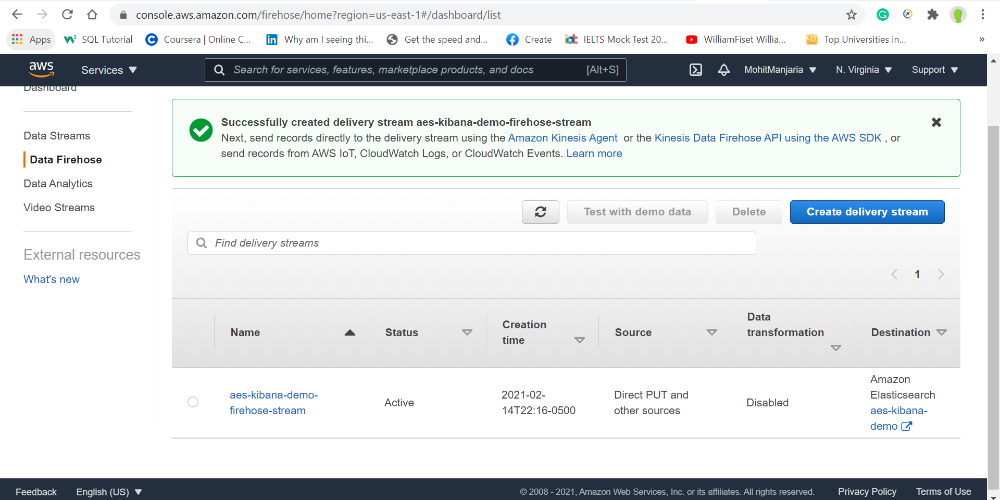 console.aws.amazon.com/firehose/home?region=us-east-1#/dashboard/list
Apps
SQL Tutorial
Coursera | Online C...
Why am I seeing thi...
Get the speed and...
Create
IELTS Mock Test 20...
WilliamFiset Willia...
Top Universities in...
»
aws
Services
Search for services, features, marketplace products, and docs [Alt+S]
MohitManjaria
N. Virginia
Support
Dashboard
Data Streams
Data Firehose
Data Analytics
Video Streams
External resources
What's new
Successfully created delivery stream aes-kibana-demo-firehose-stream
Next, send records directly to the delivery stream using the Amazon Kinesis Agent or the Kinesis Data Firehose API using the AWS SDK , or
send records from AWS IoT, CloudWatch Logs, or CloudWatch Events. Learn more
Test with demo data
Delete
Create delivery stream
Find delivery streams
1
Name
Status
Creation
time
Source
Data
transformation
Destination
aes-kibana-demo-
firehose-stream
Active
2021-02-
14T22:16-0500
Direct PUT and
other sources
Disabled
Amazon
Elasticsearch
aes-kibana-
demo
Feedback
English (US)
© 2008 - 2021, Amazon Web Services, Inc. or its affiliates. All rights reserved.
Privacy Policy
Terms of Use